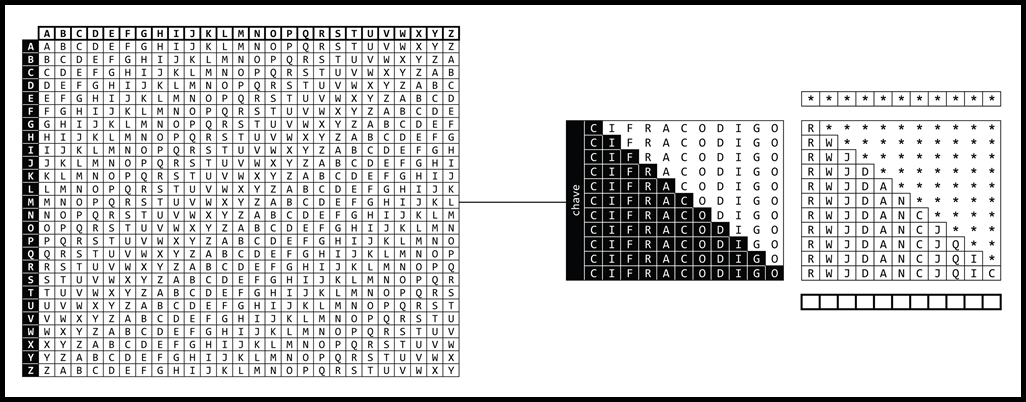 A B C D E F G H I J K L M N O P Q R S T U V W X Y Z
A A B C D E F G H I J K L M N O P Q R S T U V W X Y Z
B B C D E F G H I J K L M N O P Q R S T U V W X Y Z A
C C D E F G H I J K L M N O P Q R S T U V W X Y Z A B
D D E F G H I J K L M N O P Q R S T U V W X Y Z A B C
E E F G H I J K L M N O P Q R S T U V W X Y Z A B C D
F F G H I J K L M N O P Q R S T U V W X Y Z A B C D E
G G H I J K L M N O P Q R S T U V W X Y Z A B C D E F
H H I J K L M N O P Q R S T U V W X Y Z A B C D E F G
I I J K L M N O P Q R S T U V W X Y Z A B C D E F G H
J J K L M N O P Q R S T U V W X Y Z A B C D E F G H I
K K L M N O P Q R S T U V W X Y Z A B C D E F G H I J
L L M N O P Q R S T U V W X Y Z A B C D E F G H I J K
M M N O P Q R S T U V W X Y Z A B C D E F G H I J K L
N N O P Q R S T U V W X Y Z A B C D E F G H I J K L M
O O P Q R S T U V W X Y Z A B C D E F G H I J K L M N
P P Q R S T U V W X Y Z A B C D E F G H I J K L M N O
Q Q R S T U V W X Y Z A B C D E F G H I J K L M N O P
R R S T U V W X Y Z A B C D E F G H I J K L M N O P Q
S S T U V W X Y Z A B C D E F G H I J K L M N O P Q R
T T U V W X Y Z A B C D E F G H I J K L M N O P Q R S
U U V W X Y Z A B C D E F G H I J K L M N O P Q R S T
V V W X Y Z A B C D E F G H I J K L M N O P Q R S T U
W W X Y Z A B C D E F G H I J K L M N O P Q R S T U V
X X Y Z A B C D E F G H I J K L M N O P Q R S T U V W
Y Y Z A B C D E F G H I J K L M N O P Q R S T U V W X
Z Z A B C D E F G H I J K L M N O P Q R S T U V W X Y
chave
C I F R A C O D I G O
C I F R A C O D I G O
C I F R A C O D I G O
C I F R A C O D I G O
C I F R A C O D I G O
C I F R A C O D I G O
C I F R A C O D I G O
C I F R A C O D I G O
C I F R A C O D I G O
C I F R A C O D I G O
C I F R A C O D I G O
* * * * * * * * * * *
R * * * * * * * * * *
R W * * * * * * * * *
R W J * * * * * * * *
R W J D * * * * * * *
R W J D A * * * * * *
R W J D A N * * * * *
R W J D A N C * * * *
R W J D A N C J * * *
R W J D A N C J Q * *
R W J D A N C J Q I *
R W J D A N C J Q I C